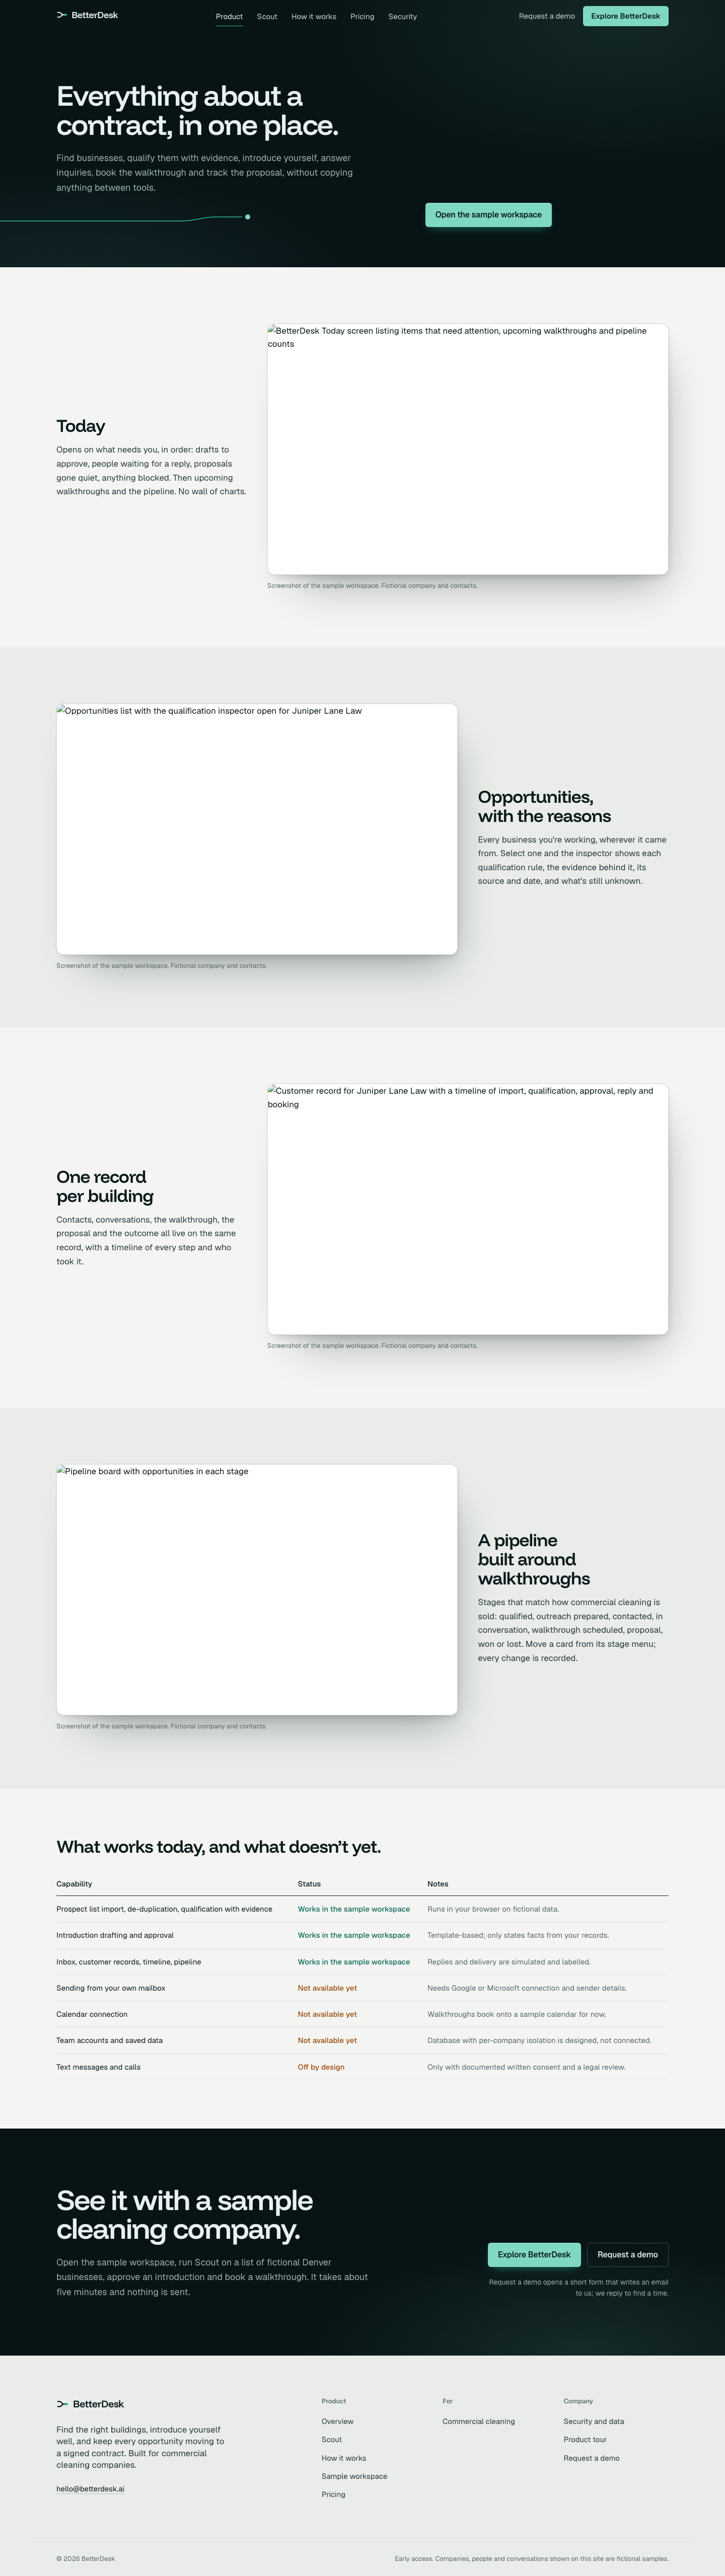 BetterDesk
Product Scout How it works Pricing Security
Request a demo Explore BetterDesk
Everything about a
contract, in one place.
Find businesses, qualify them with evidence, introduce yourself, answer
inquiries, book the walkthrough and track the proposal, without copying
anything between tools.
Open the sample workspace
BetterDesk Today screen listing items that need attention, upcoming walkthroughs and pipeline
counts
Today
Opens on what needs you, in order: drafts to
approve, people waiting for a reply, proposals
gone quiet, anything blocked. Then upcoming
walkthroughs and the pipeline. No wall of charts.
Screenshot of the sample workspace. Fictional company and contacts.
Opportunities list with the qualification inspector open for Juniper Lane Law
Opportunities,
with the reasons
Every business you're working, wherever it came
from. Select one and the inspector shows each
qualification rule, the evidence behind it, its
source and date, and what's still unknown.
Screenshot of the sample workspace. Fictional company and contacts.
Customer record for Juniper Lane Law with a timeline of import, qualification, approval, reply and
booking
One record
per building
Contacts, conversations, the walkthrough, the
proposal and the outcome all live on the same
record, with a timeline of every step and who
took it.
Screenshot of the sample workspace. Fictional company and contacts.
Pipeline board with opportunities in each stage
A pipeline
built around
walkthroughs
Stages that match how commercial cleaning is
sold: qualified, outreach prepared, contacted, in
conversation, walkthrough scheduled, proposal,
won or lost. Move a card from its stage menu;
every change is recorded.
Screenshot of the sample workspace. Fictional company and contacts.
What works today, and what doesn’t yet.
Capability Status Notes
Prospect list import, de-duplication, qualification with evidence Works in the sample workspace Runs in your browser on fictional data.
Introduction drafting and approval Works in the sample workspace Template-based; only states facts from your records.
Inbox, customer records, timeline, pipeline Works in the sample workspace Replies and delivery are simulated and labelled.
Sending from your own mailbox Not available yet Needs Google or Microsoft connection and sender details.
Calendar connection Not available yet Walkthroughs book onto a sample calendar for now.
Team accounts and saved data Not available yet Database with per-company isolation is designed, not connected.
Text messages and calls Off by design Only with documented written consent and a legal review.
See it with a sample
cleaning company.
Open the sample workspace, run Scout on a list of fictional Denver
businesses, approve an introduction and book a walkthrough. It takes about
five minutes and nothing is sent.
Explore BetterDesk Request a demo
Request a demo opens a short form that writes an email
to us; we reply to find a time.
BetterDesk
Find the right buildings, introduce yourself
well, and keep every opportunity moving to
a signed contract. Built for commercial
cleaning companies.
hello@betterdesk.ai
Product
Overview
Scout
How it works
Sample workspace
Pricing
For
Commercial cleaning
Company
Security and data
Product tour
Request a demo
© 2026 BetterDesk
Early access. Companies, people and conversations shown on this site are fictional samples.